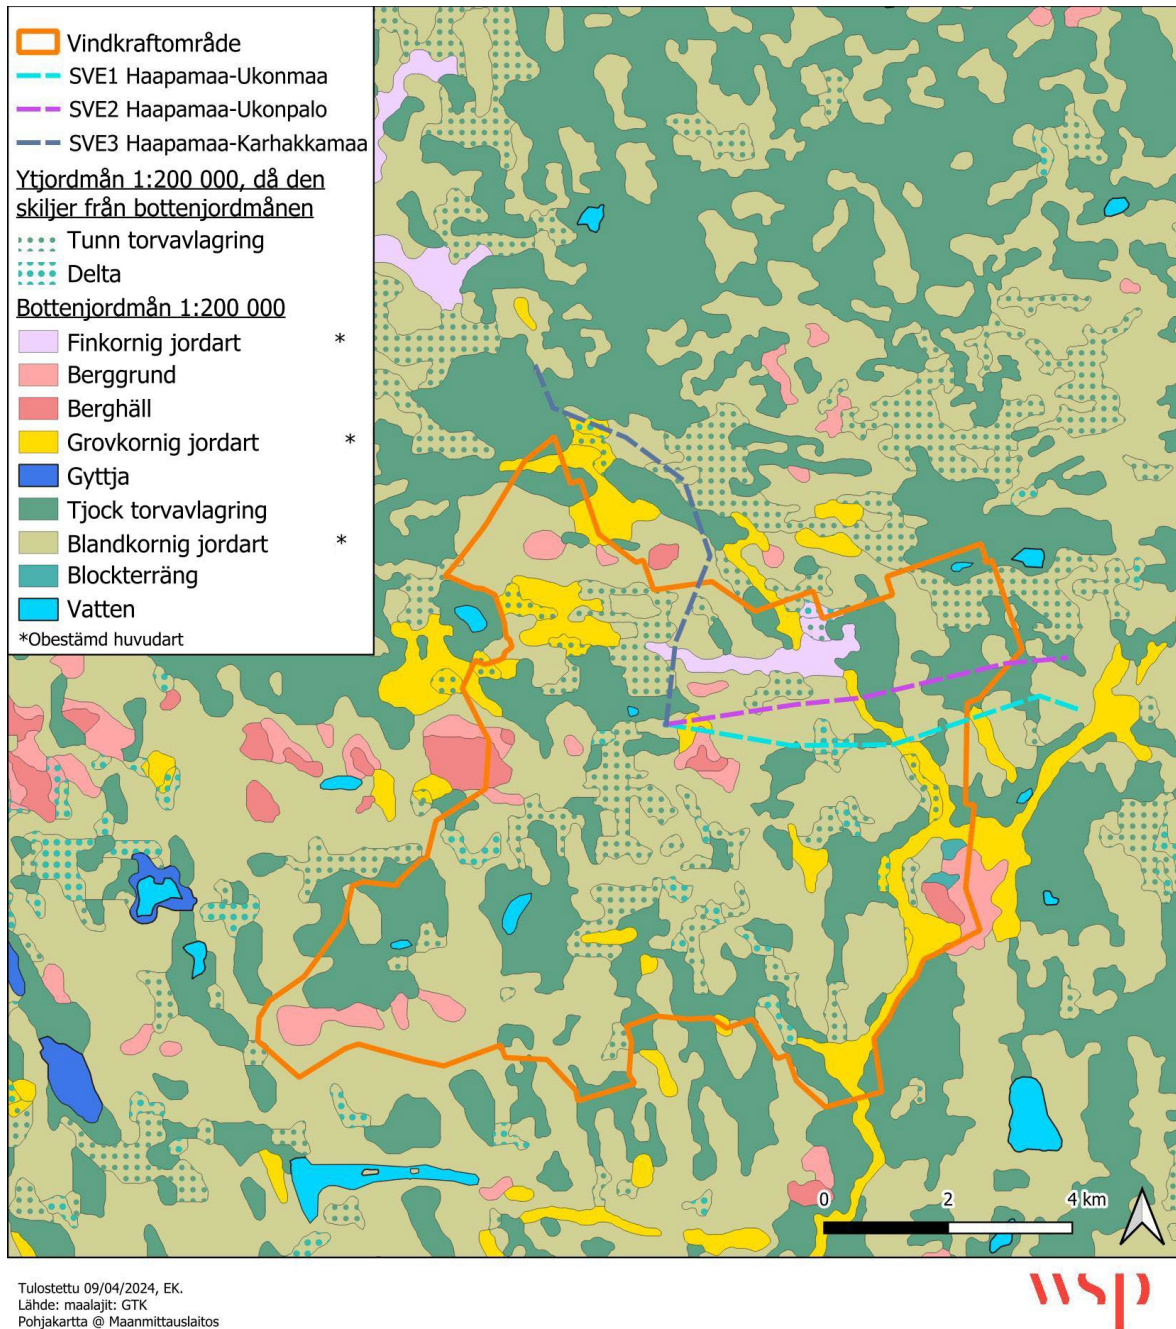 Vindkraftområde
SVE1 Haapamaa-Ukonmaa
SVE2 Haapamaa-Ukonpalo
SVE3 Haapamaa-Karhakkamaa
Ytjordmån 1:200 000, då den
skiljer från bottenjordmånen
Tunn torvavlagring
Delta
Bottenjordmån 1:200 000
Finkornig jordart *
Berggrund
Berghäll
Grovkornig jordart *
Gyttja
Tjock torvavlagring
Blandkornig jordart *
Blockterräng
Vatten
*Obestämd huvudart
0 2 4 km
Tulostettu 09/04/2024, EK.
Lähde: maalajit: GTK
Pohjakartta @ Maanmittauslaitos
wsp